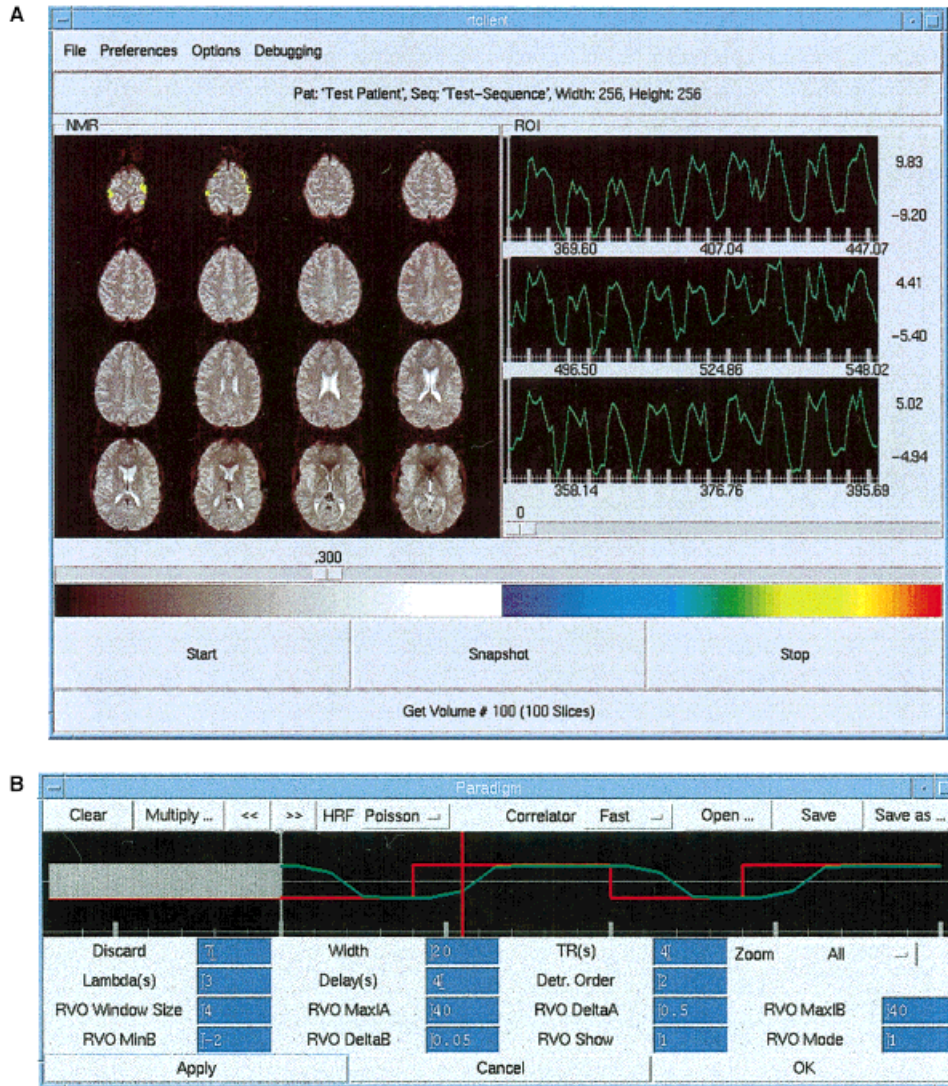 A
rtclient
File Preferences Options Debugging
Pat: 'Test Patient', Seq: 'Test-Sequence', Width: 256, Height: 256
NMR
ROI
9.83
-9.20
369.60 407.04 447.07
4.41
-5.40
496.50 524.86 548.02
5.02
-4.94
358.14 376.76 395.69
0
.300
Start Snapshot Stop
Get Volume # 100 (100 Slices)
B
Paradigm
Clear Multiply ... << >> HRF Poisson Correlator Fast Open ... Save Save as ...
Discard 7 Width 20 TR(s) 4 Zoom All
Lambda(s) 3 Delay(s) 4 Detr. Order 2
RVO Window Size 4 RVO MaxIA 40 RVO DeltaA 0.5 RVO MaxIB 40
RVO MinB -2 RVO DeltaB 0.05 RVO Show 1 RVO Mode 1
Apply Cancel OK